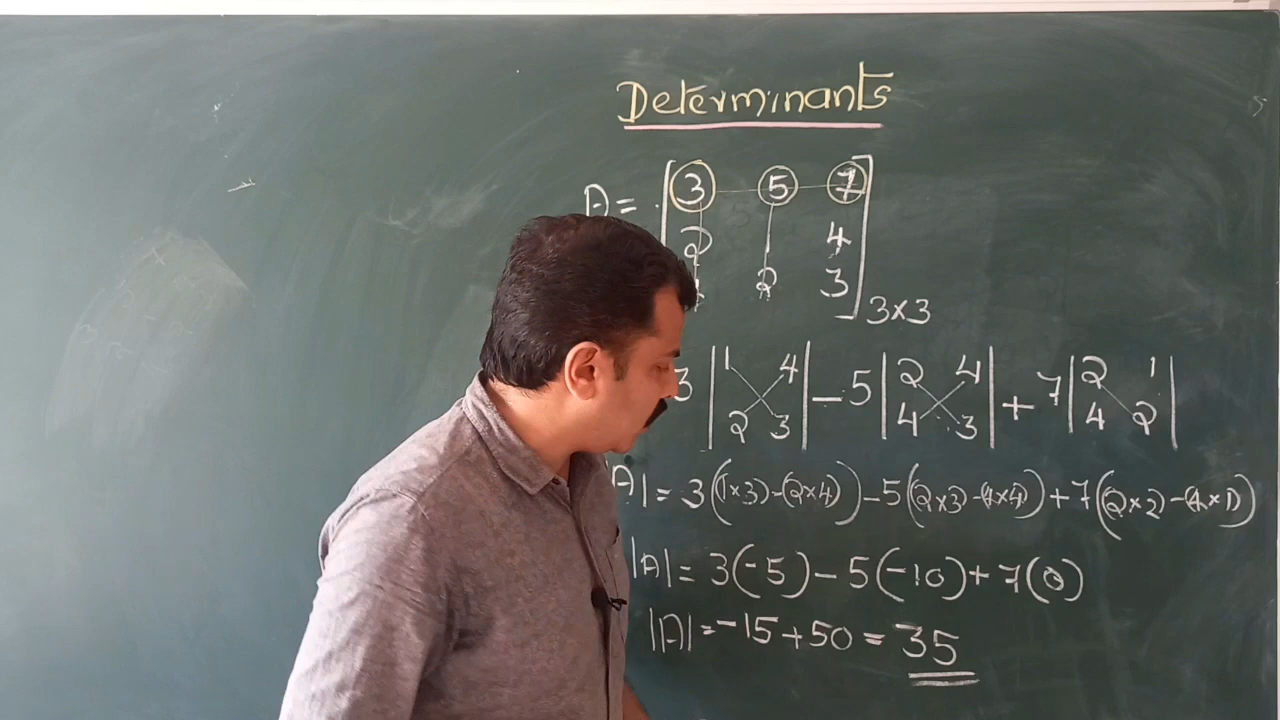 Determinants
A = 3 5 7
2 4
2 3
3×3
3 | 1 4 | - 5 | 2 4 | + 7 | 2 1 |
| 2 3 | | 4 3 | | 4 2 |
|A| = 3((1×3)-(2×4)) - 5((2×3)-(4×4)) + 7((2×2)-(4×1))
|A| = 3(-5) - 5(-10) + 7(0)
|A| = -15 + 50 = 35